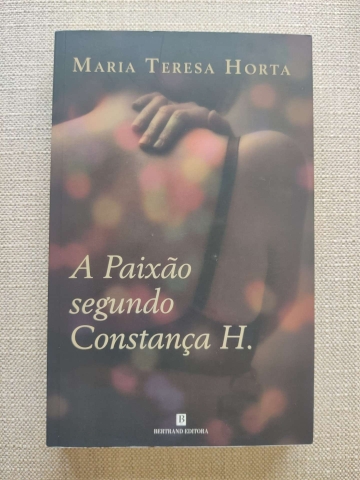 MARIA TERESA HORTA
A Paixão
segundo
Constança H.
B
BERTRAND EDITORA